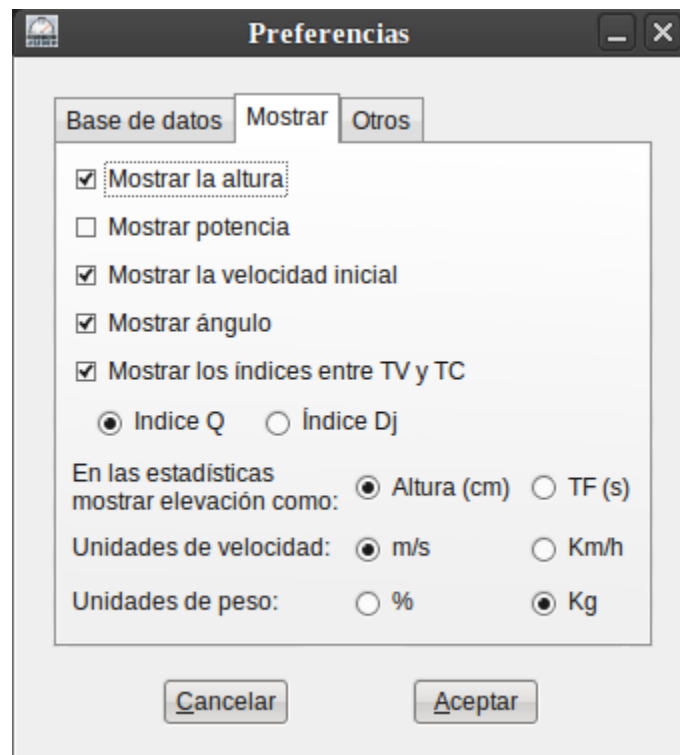 Preferencias
Base de datos Mostrar Otros
Mostrar la altura
Mostrar potencia
Mostrar la velocidad inicial
Mostrar ángulo
Mostrar los índices entre TV y TC
Indice Q Índice Dj
En las estadísticas
mostrar elevación como: Altura (cm) TF (s)
Unidades de velocidad: m/s Km/h
Unidades de peso: % Kg
Cancelar Aceptar